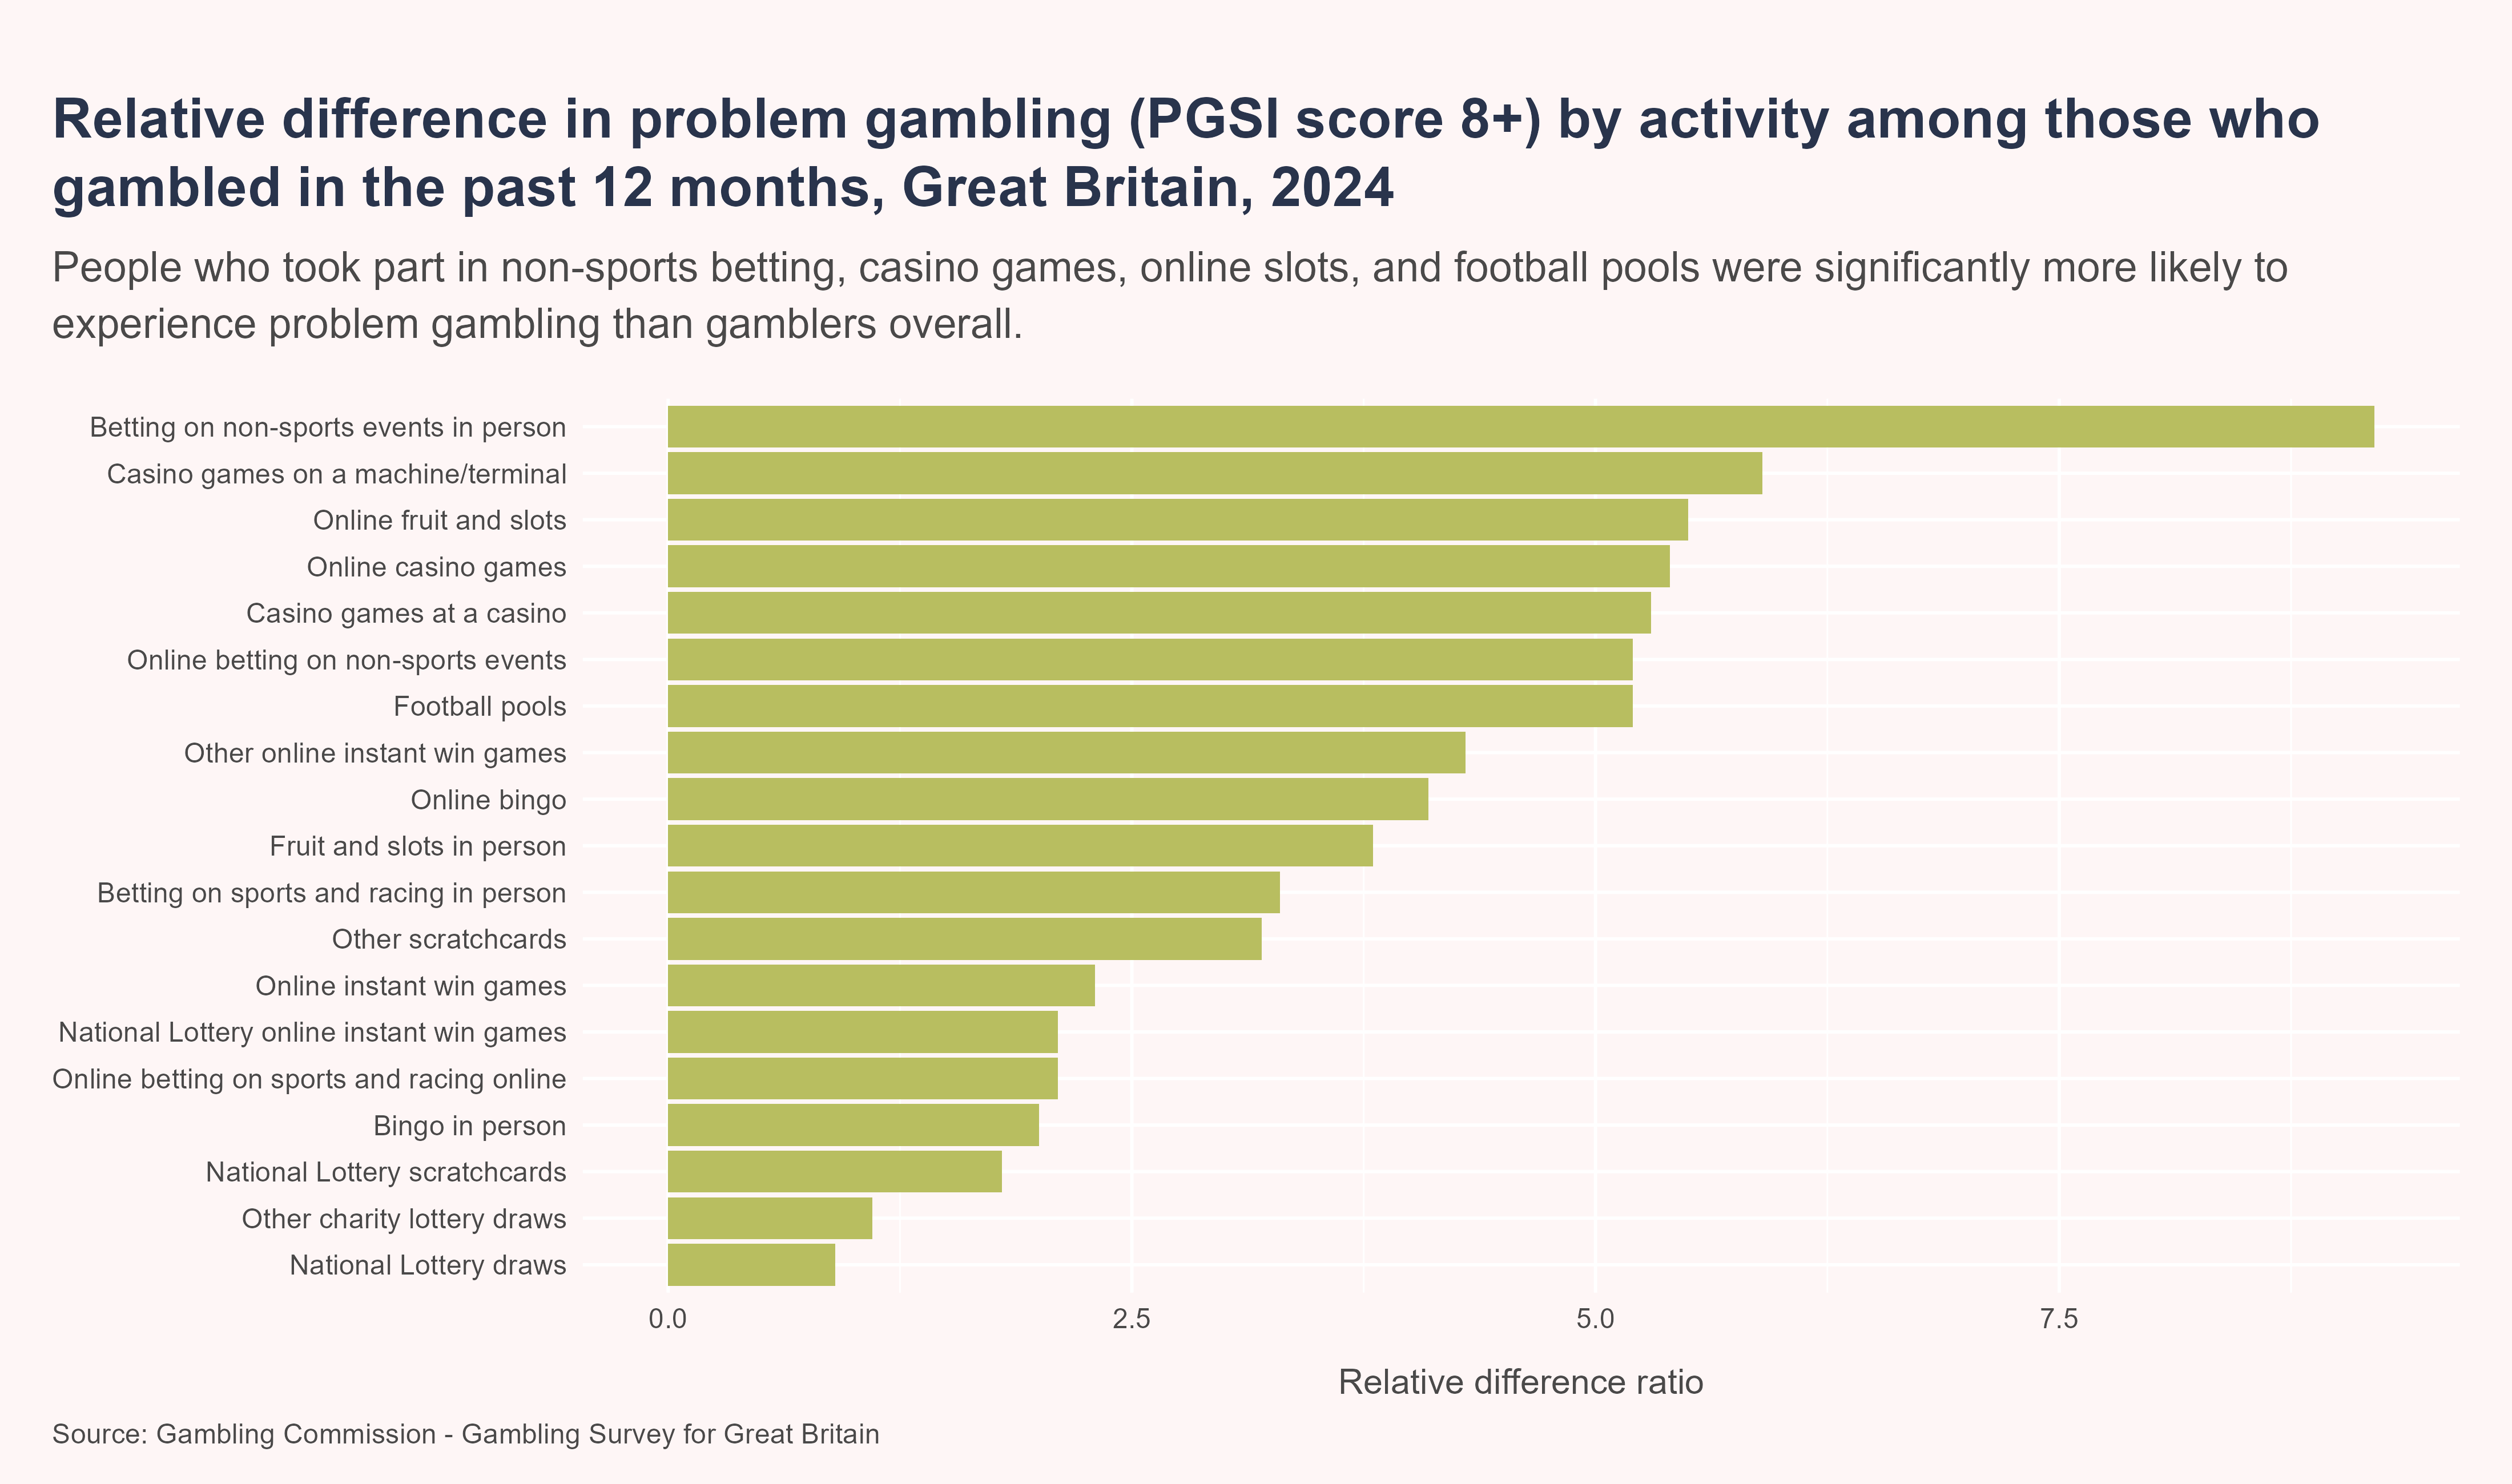 Relative difference in problem gambling (PGSI score 8+) by activity among those who
gambled in the past 12 months, Great Britain, 2024
People who took part in non-sports betting, casino games, online slots, and football pools were significantly more likely to
experience problem gambling than gamblers overall.
Betting on non-sports events in person
Casino games on a machine/terminal
Online fruit and slots
Online casino games
Casino games at a casino
Online betting on non-sports events
Football pools
Other online instant win games
Online bingo
Fruit and slots in person
Betting on sports and racing in person
Other scratchcards
Online instant win games
National Lottery online instant win games
Online betting on sports and racing online
Bingo in person
National Lottery scratchcards
Other charity lottery draws
National Lottery draws
0.0 2.5 5.0 7.5
Relative difference ratio
Source: Gambling Commission - Gambling Survey for Great Britain